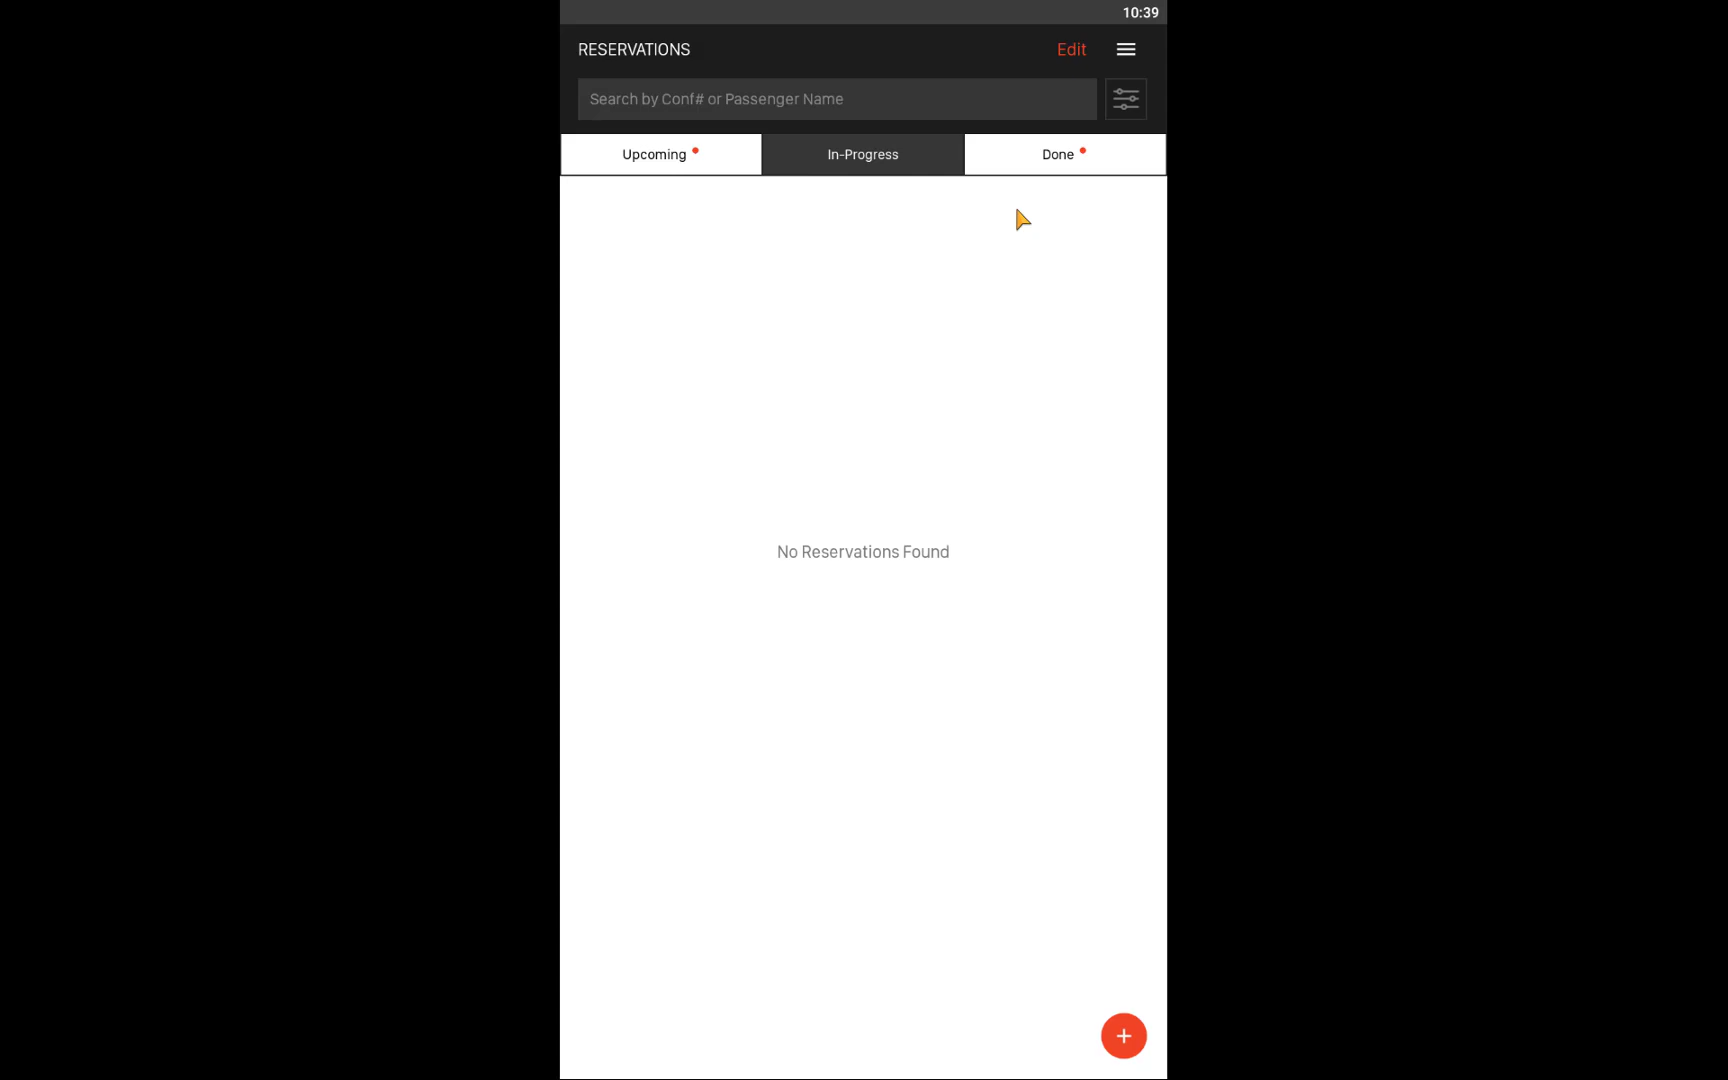 10:39
RESERVATIONS
Edit
Search by Conf# or Passenger Name
Upcoming
In-Progress
Done
No Reservations Found
+